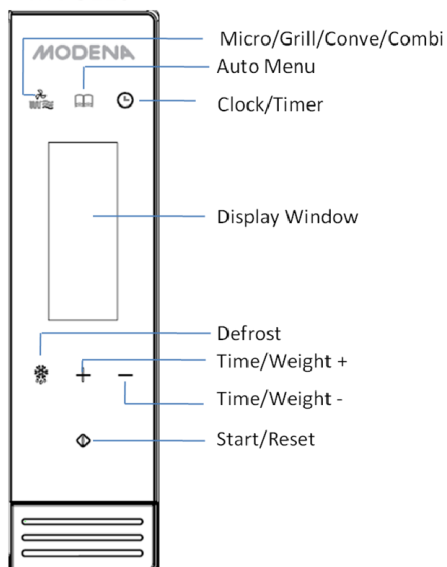 MODENA
Micro/Grill/Conve/Combi
Auto Menu
Clock/Timer
Display Window
Defrost
Time/Weight +
Time/Weight -
Start/Reset